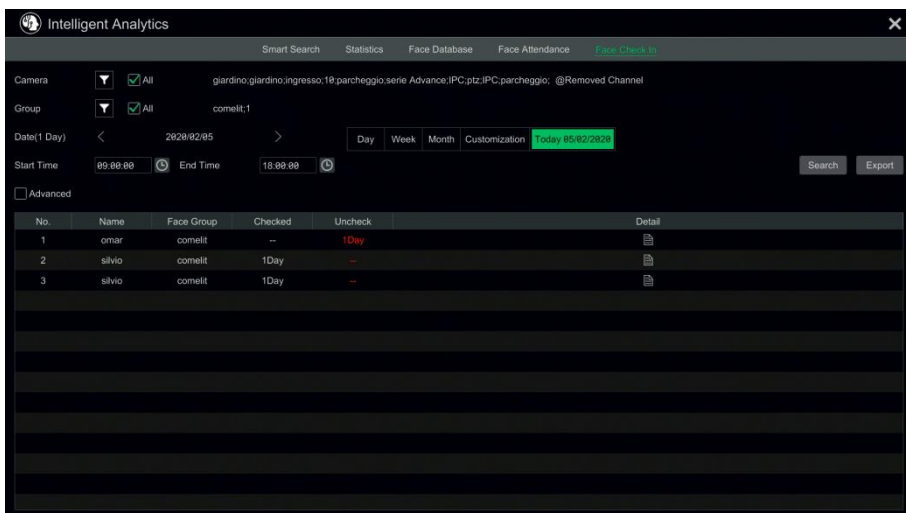 Intelligent Analytics
Smart Search Statistics Face Database Face Attendance Face Check In
Camera All giardino;giardino;ingresso;10;parcheggio;serie Advance;IPC;ptz;IPC;parcheggio; @Removed Channel
Group All comelit;1
Date(1 Day) < 2020/02/05 > Day Week Month Customization Today 05/02/2020
Start Time 09:00:00 End Time 18:00:00 Search Export
Advanced
No. Name Face Group Checked Uncheck Detail
1 omar comelit -- 1Day
2 silvio comelit 1Day --
3 silvio comelit 1Day --